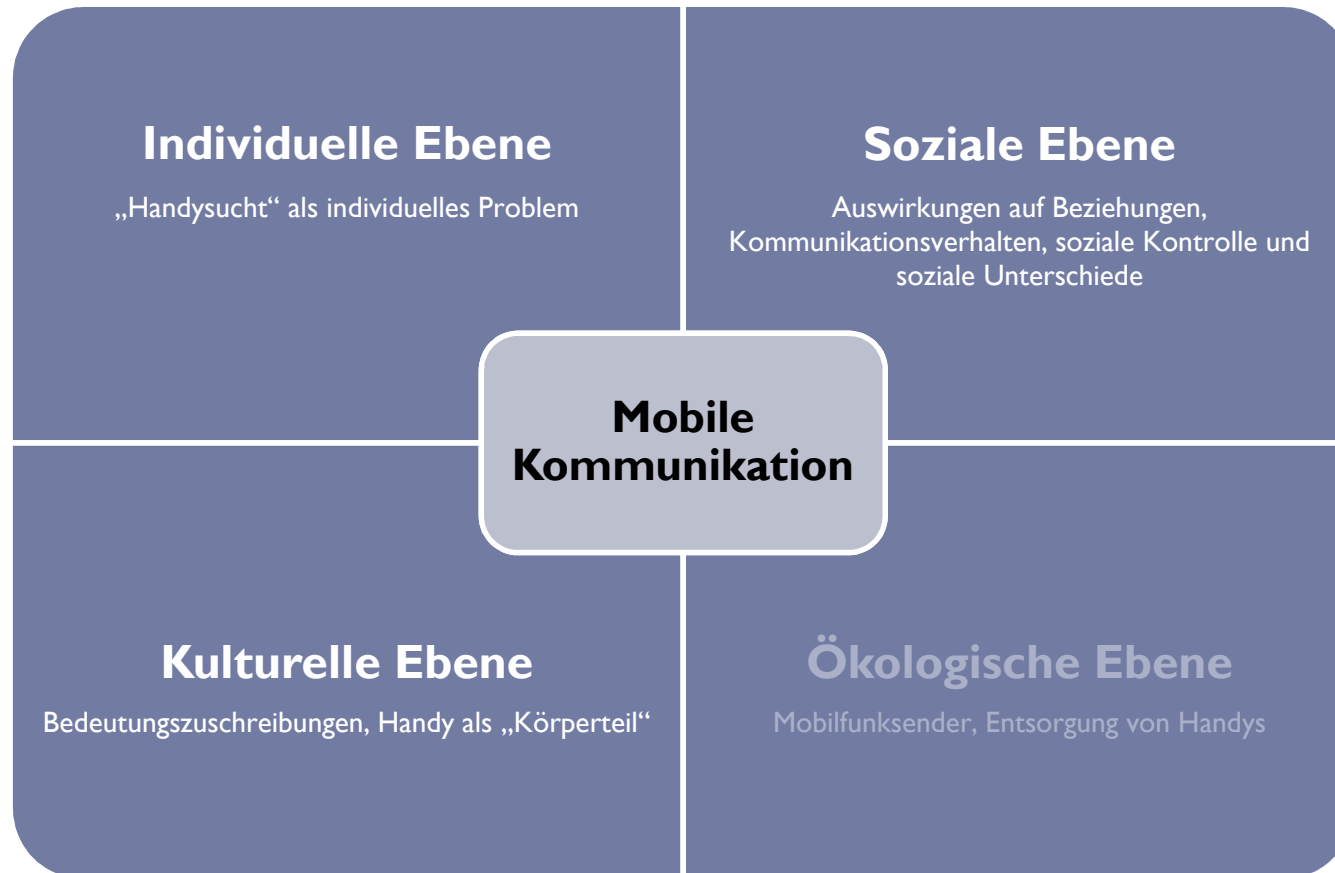 Individuelle Ebene
„Handysucht“ als individuelles Problem
Soziale Ebene
Auswirkungen auf Beziehungen,
Kommunikationsverhalten, soziale Kontrolle und
soziale Unterschiede
Mobile
Kommunikation
Kulturelle Ebene
Bedeutungszuschreibungen, Handy als „Körperteil“
Ökologische Ebene
Mobilfunksender, Entsorgung von Handys